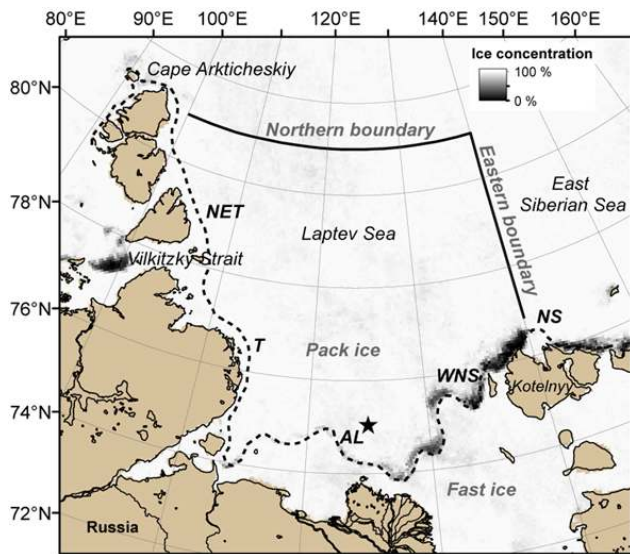 80°E 90°E 100°E 120°E 140°E 150°E 160°E
Ice concentration
100 %
0 %
80°N
Cape Arkticheskiy
Northern boundary
Eastern boundary
East
Siberian Sea
78°N
NET
Laptev Sea
Vilkitzky Strait
76°N
NS
T
Pack ice
WNS
Kotelnyy
74°N
AL
Fast ice
72°N
Russia